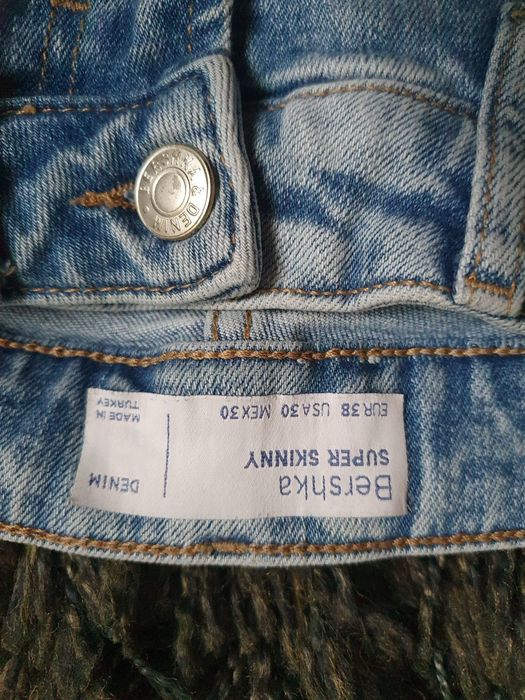 BERSHKA & DENIM
Bershka
SUPER SKINNY
EUR 38 USA 30 MEX 30
DENIM
MADE IN
TURKEY